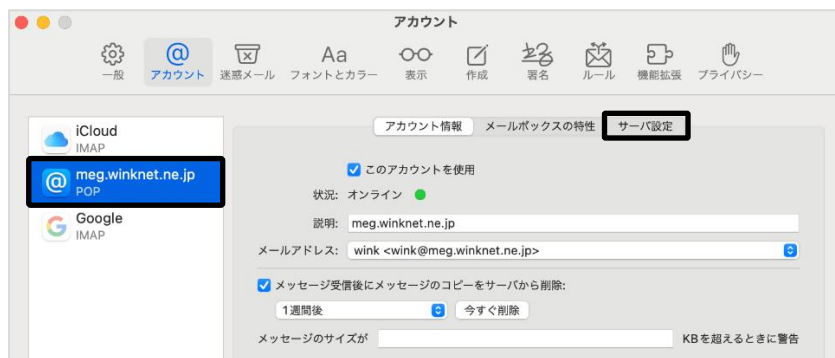 アカウント
一般 アカウント 迷惑メール フォントとカラー 表示 作成 署名 ルール 機能拡張 プライバシー
iCloud
IMAP
meg.winknet.ne.jp
POP
Google
IMAP
アカウント情報 メールボックスの特性 サーバ設定
このアカウントを使用
状況: オンライン
説明: meg.winknet.ne.jp
メールアドレス: wink <wink@meg.winknet.ne.jp>
メッセージ受信後にメッセージのコピーをサーバから削除:
1週間後 今すぐ削除
メッセージのサイズが KBを超えるときに警告